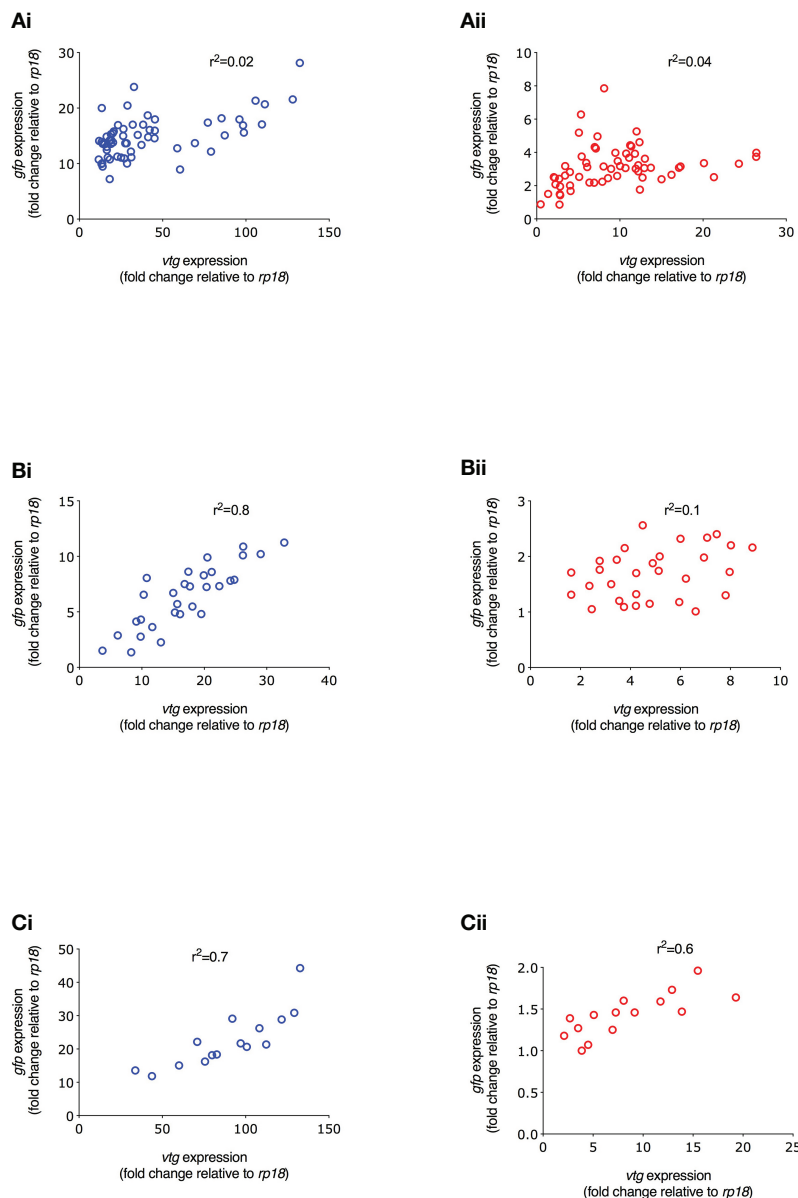 Ai
r²=0.02
gfp expression
(fold change relative to rp18)
30
20
10
0
0 50 100 150
vtg expression
(fold change relative to rp18)
Aii
r²=0.04
gfp expression
(fold chage relative to rp18)
10
8
6
4
2
0
0 10 20 30
vtg expression
(fold change relative to rp18)
Bi
r²=0.8
gfp expression
(fold change relative to rp18)
15
10
5
0
0 10 20 30 40
vtg expression
(fold change relative to rp18)
Bii
r²=0.1
gfp expression
(fold change relative to rp18)
3
2
1
0
0 2 4 6 8 10
vtg expression
(fold change relative to rp18)
Ci
r²=0.7
gfp expression
(fold change relative to rp18)
50
40
30
20
10
0
0 50 100 150
vtg expression
(fold change relative to rp18)
Cii
r²=0.6
gfp expression
(fold change relative to rp18)
2.0
1.5
1.0
0.5
0.0
0 5 10 15 20 25
vtg expression
(fold change relative to rp18)